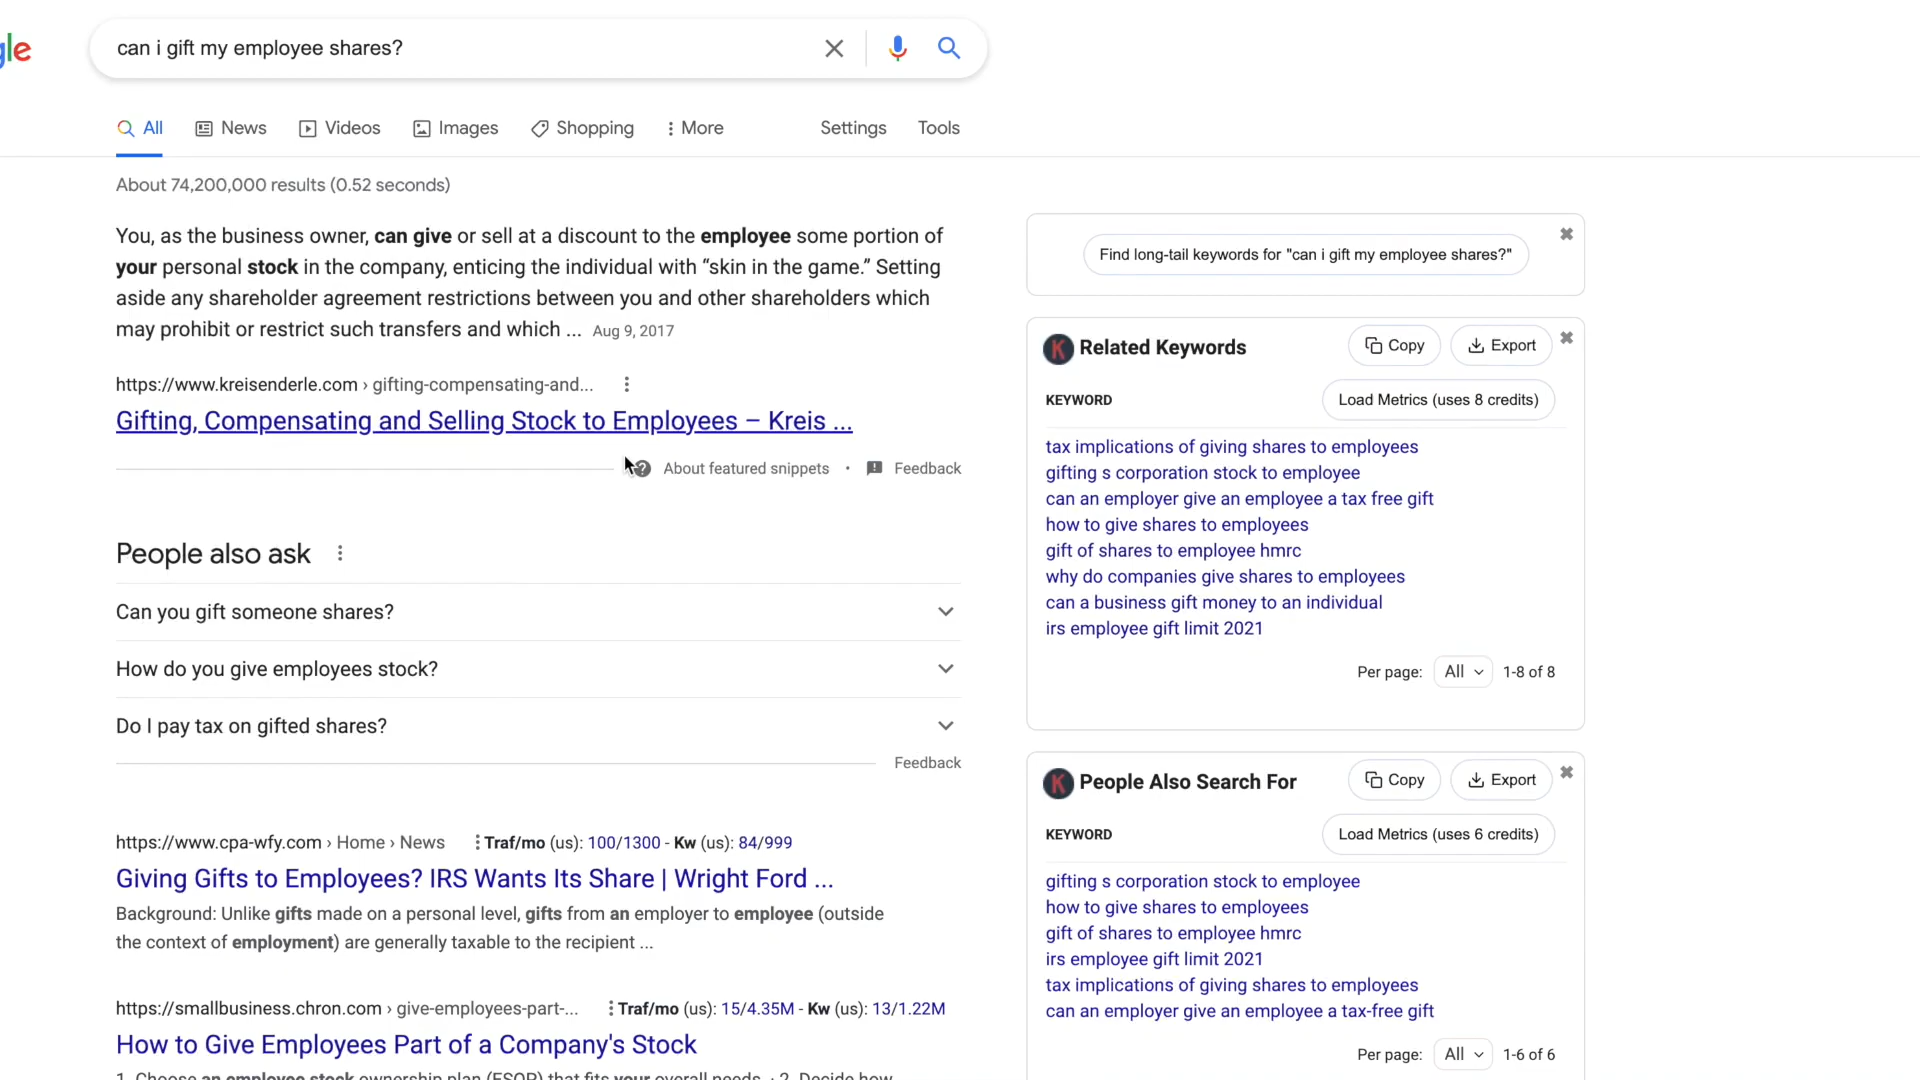 gle
can i gift my employee shares?
All News Videos Images Shopping More Settings Tools
About 74,200,000 results (0.52 seconds)
You, as the business owner, can give or sell at a discount to the employee some portion of
your personal stock in the company, enticing the individual with “skin in the game.” Setting
aside any shareholder agreement restrictions between you and other shareholders which
may prohibit or restrict such transfers and which ... Aug 9, 2017
https://www.kreisenderle.com › gifting-compensating-and...
Gifting, Compensating and Selling Stock to Employees – Kreis ...
About featured snippets • Feedback
People also ask
Can you gift someone shares?
How do you give employees stock?
Do I pay tax on gifted shares?
Feedback
https://www.cpa-wfy.com › Home › News Traf/mo (us): 100/1300 - Kw (us): 84/999
Giving Gifts to Employees? IRS Wants Its Share | Wright Ford ...
Background: Unlike gifts made on a personal level, gifts from an employer to employee (outside
the context of employment) are generally taxable to the recipient ...
https://smallbusiness.chron.com › give-employees-part-... Traf/mo (us): 15/4.35M - Kw (us): 13/1.22M
How to Give Employees Part of a Company's Stock
1. Choose an employee stock ownership plan (ESOP) that fits your overall needs. · 2. Decide how
Find long-tail keywords for "can i gift my employee shares?"
K Related Keywords Copy Export
KEYWORD Load Metrics (uses 8 credits)
tax implications of giving shares to employees
gifting s corporation stock to employee
can an employer give an employee a tax free gift
how to give shares to employees
gift of shares to employee hmrc
why do companies give shares to employees
can a business gift money to an individual
irs employee gift limit 2021
Per page: All 1-8 of 8
K People Also Search For Copy Export
KEYWORD Load Metrics (uses 6 credits)
gifting s corporation stock to employee
how to give shares to employees
gift of shares to employee hmrc
irs employee gift limit 2021
tax implications of giving shares to employees
can an employer give an employee a tax-free gift
Per page: All 1-6 of 6